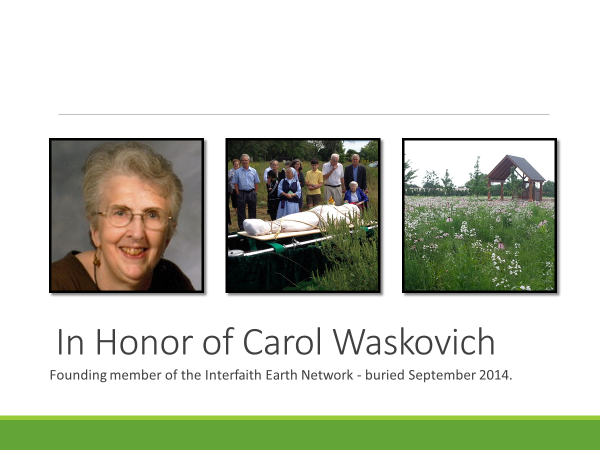 In Honor of Carol Waskovich
Founding member of the Interfaith Earth Network - buried September 2014.